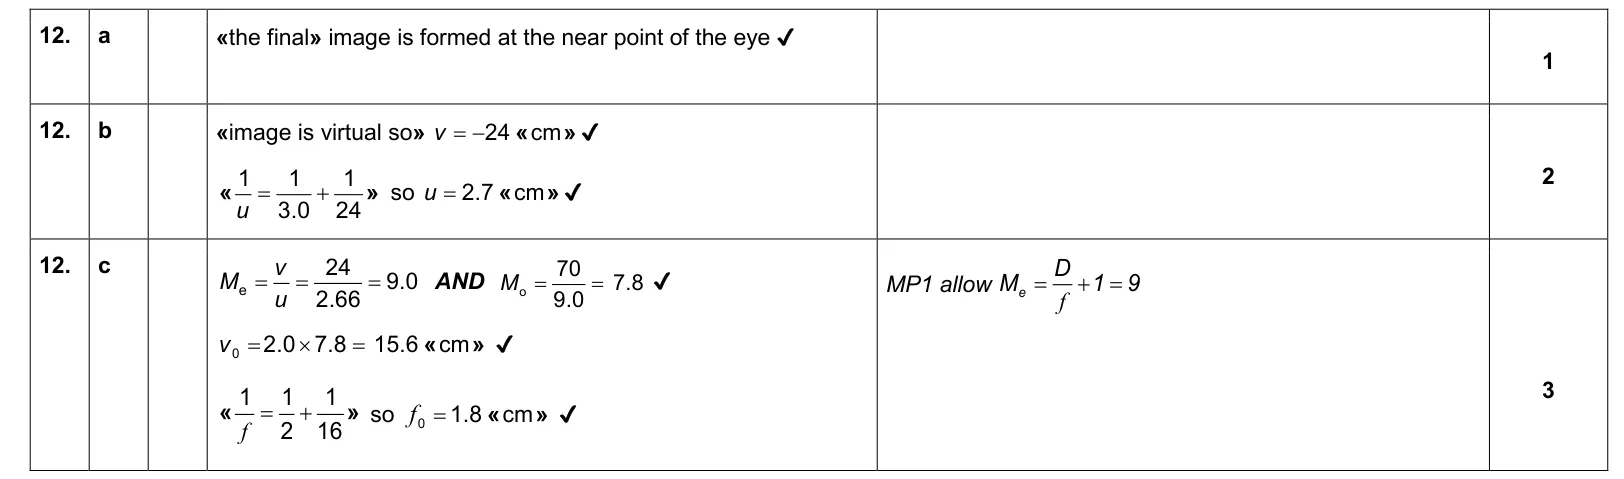 12. a «the final» image is formed at the near point of the eye ✔ 1
12. b «image is virtual so» v = −24 «cm» ✔
«1/u = 1/3.0 + 1/24» so u = 2.7 «cm» ✔ 2
12. c Mₑ = v/u = 24/2.66 = 9.0 AND Mₒ = 70/9.0 = 7.8 ✔ MP1 allow Mₑ = D/f + 1 = 9
v₀ = 2.0 × 7.8 = 15.6 «cm» ✔
«1/f = 1/2 + 1/16» so f₀ = 1.8 «cm» ✔ 3